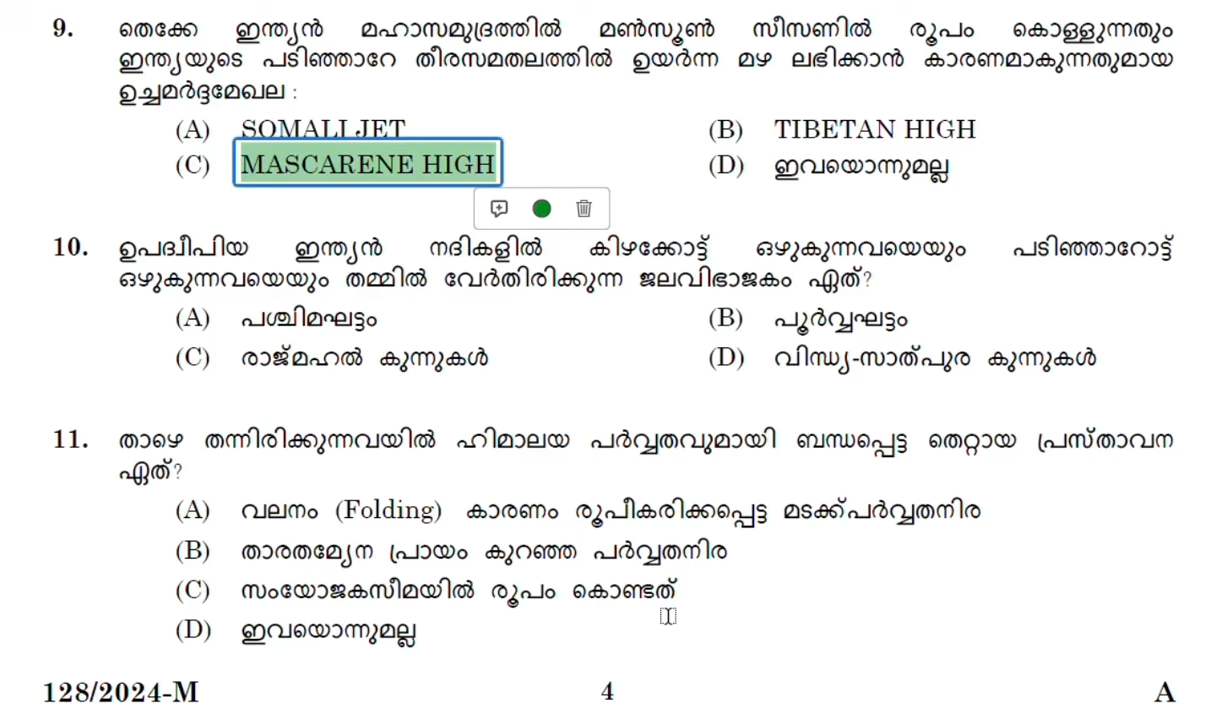 9. തെക്കേ ഇന്ത്യൻ മഹാസമുദ്രത്തിൽ മൺസൂൺ സീസണിൽ രൂപം കൊള്ളുന്നതും
ഇന്ത്യയുടെ പടിഞ്ഞാറേ തീരസമതലത്തിൽ ഉയർന്ന മഴ ലഭിക്കാൻ കാരണമാകുന്നതുമായ
ഉച്ചമർദ്ദമേഖല :
(A) SOMALI JET (B) TIBETAN HIGH
(C) MASCARENE HIGH (D) ഇവയൊന്നുമല്ല
10. ഉപദ്വീപിയ ഇന്ത്യൻ നദികളിൽ കിഴക്കോട്ട് ഒഴുകുന്നവയെയും പടിഞ്ഞാറോട്ട്
ഒഴുകുന്നവയെയും തമ്മിൽ വേർതിരിക്കുന്ന ജലവിഭാജകം ഏത്?
(A) പശ്ചിമഘട്ടം (B) പൂർവ്വഘട്ടം
(C) രാജ്മഹൽ കുന്നുകൾ (D) വിന്ധ്യ-സാത്പുര കുന്നുകൾ
11. താഴെ തന്നിരിക്കുന്നവയിൽ ഹിമാലയ പർവ്വതവുമായി ബന്ധപ്പെട്ട തെറ്റായ പ്രസ്താവന
ഏത്?
(A) വലനം (Folding) കാരണം രൂപീകരിക്കപ്പെട്ട മടക്ക്പർവ്വതനിര
(B) താരതമ്യേന പ്രായം കുറഞ്ഞ പർവ്വതനിര
(C) സംയോജകസീമയിൽ രൂപം കൊണ്ടത്
(D) ഇവയൊന്നുമല്ല
128/2024-M 4 A